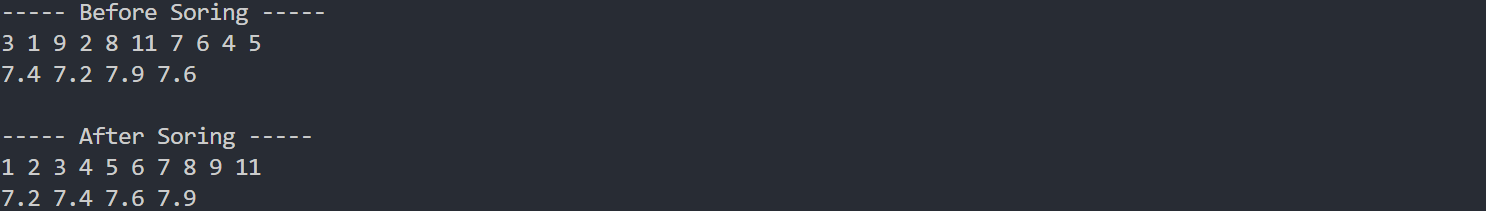 ----- Before Soring -----
3 1 9 2 8 11 7 6 4 5
7.4 7.2 7.9 7.6
----- After Soring -----
1 2 3 4 5 6 7 8 9 11
7.2 7.4 7.6 7.9